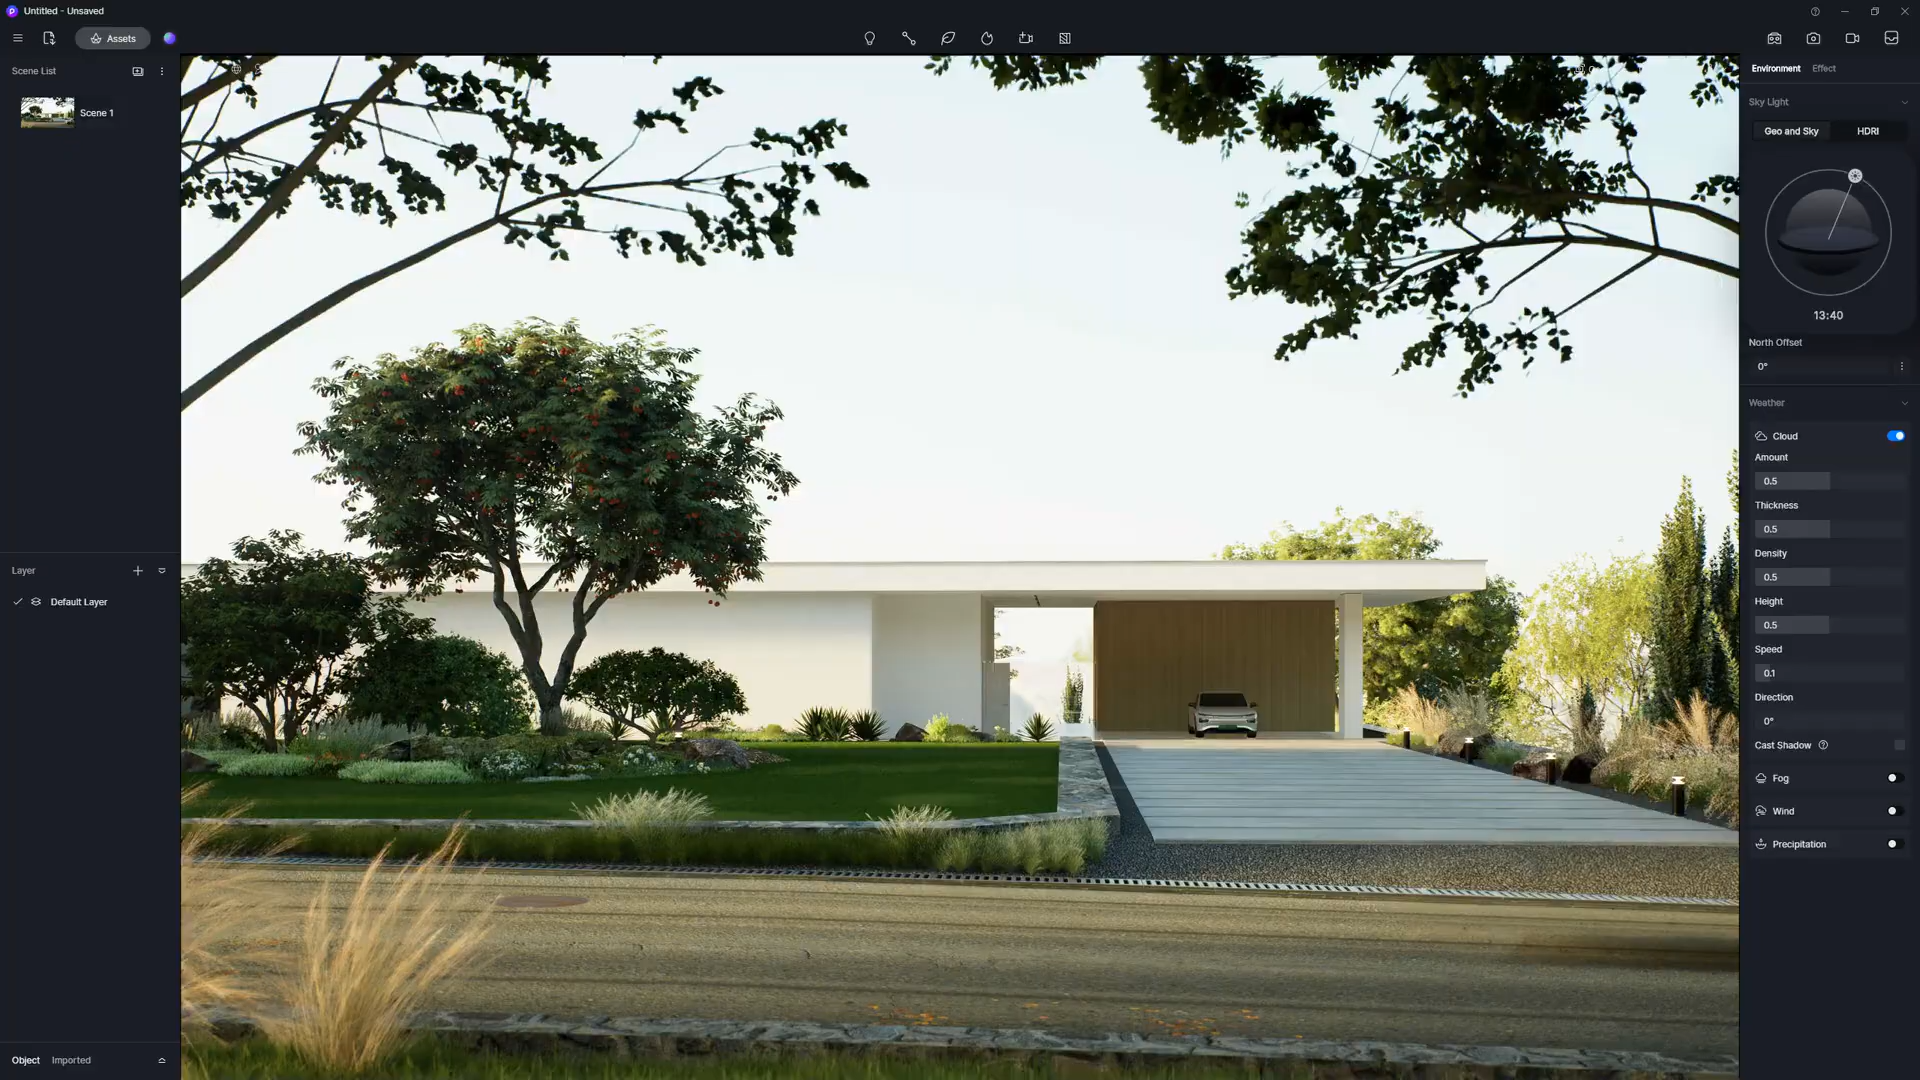 Untitled - Unsaved
Assets
Scene List
Scene 1
Layer
Default Layer
Object
Imported
Environment
Effect
Sky Light
Geo and Sky
HDRI
13:40
North Offset
0°
Weather
Cloud
Amount
0.5
Thickness
0.5
Density
0.5
Height
0.5
Speed
0.1
Direction
0°
Cast Shadow
Fog
Wind
Precipitation